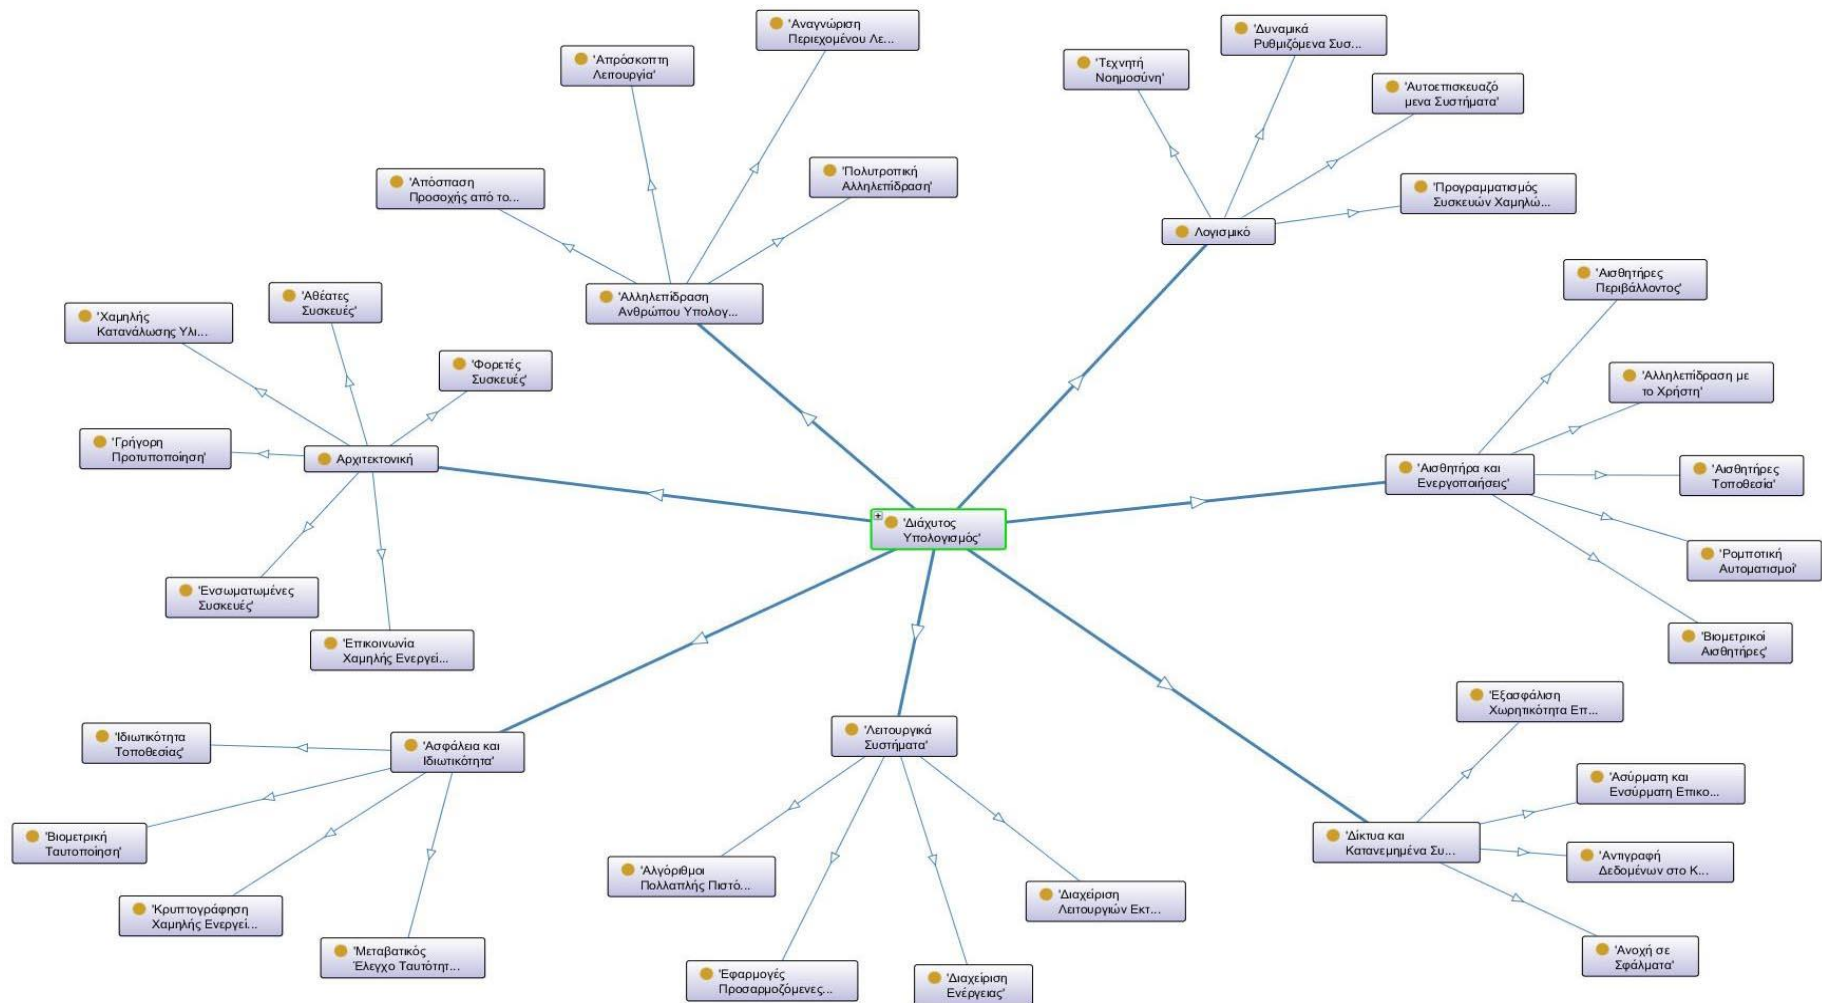 'Αναγνώριση
Περιεχομένου Λε...
'Δυναμικά
Ρυθμιζόμενα Συσ...
'Απρόσκοπτη
Λειτουργία'
'Τεχνητή
Νοημοσύνη'
'Αυτοεπισκευαζό
μενα Συστήματα'
'Απόσπαση
Προσοχής από το...
'Πολυτροπική
Αλληλεπίδραση'
'Προγραμματισμός
Συσκευών Χαμηλώ...
Λογισμικό
'Αισθητήρες
Περιβάλλοντος'
'Αλληλεπίδραση
Ανθρώπου Υπολογ...
'Αθέατες
Συσκευές'
'Χαμηλής
Κατανάλωσης Υλι...
'Φορετές
Συσκευές'
'Αλληλεπίδραση με
το Χρήστη'
'Γρήγορη
Προτυποποίηση'
Αρχιτεκτονική
'Αισθητήρα και
Ενεργοποιήσεις'
'Αισθητήρες
Τοποθεσία'
'Διάχυτος
Υπολογισμός'
'Ρομποτική
Αυτοματισμοί'
'Ενσωματωμένες
Συσκευές'
'Επικοινωνία
Χαμηλής Ενεργεί...
'Βιομετρικοί
Αισθητήρες'
'Εξασφάλιση
Χωρητικότητα Επ...
'Ιδιωτικότητα
Τοποθεσίας'
'Ασφάλεια και
Ιδιωτικότητα'
'Λειτουργικά
Συστήματα'
'Ασύρματη και
Ενσύρματη Επικο...
'Βιομετρική
Ταυτοποίηση'
'Δίκτυα και
Κατανεμημένα Συ...
'Αντιγραφή
Δεδομένων στο Κ...
'Αλγόριθμοι
Πολλαπλής Πιστό...
'Διαχείριση
Λειτουργιών Εκτ...
'Κρυπτογράφηση
Χαμηλής Ενεργεί...
'Μεταβατικός
Έλεγχο Ταυτότητ...
'Ανοχή σε
Σφάλματα'
'Εφαρμογές
Προσαρμοζόμενες...
'Διαχείριση
Ενέργειας'